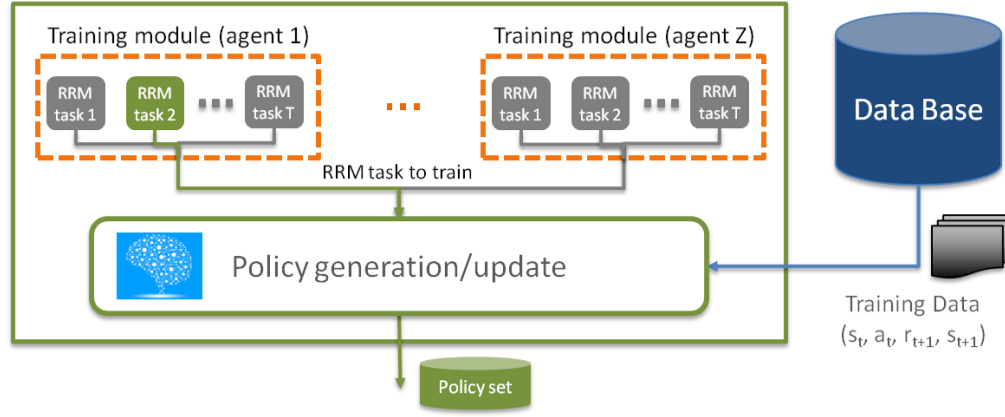 Training module (agent 1)
Training module (agent Z)
RRM
task 1
RRM
task 2
RRM
task T
RRM
task 1
RRM
task 2
RRM
task T
Data Base
RRM task to train
Policy generation/update
Training Data
(sₜ, aₜ, rₜ₊₁, sₜ₊₁)
Policy set